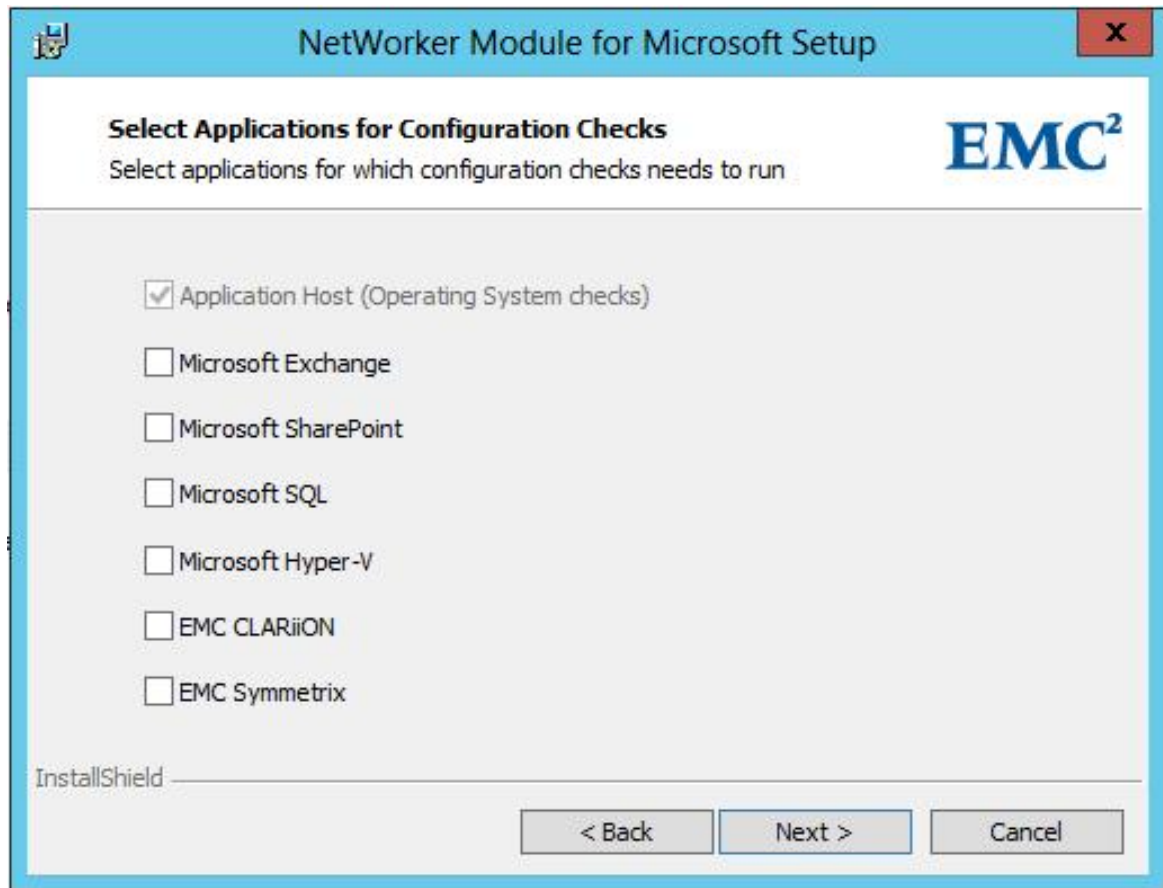 NetWorker Module for Microsoft Setup
x
Select Applications for Configuration Checks
Select applications for which configuration checks needs to run
EMC²
Application Host (Operating System checks)
Microsoft Exchange
Microsoft SharePoint
Microsoft SQL
Microsoft Hyper-V
EMC CLARiiON
EMC Symmetrix
InstallShield
< Back
Next >
Cancel